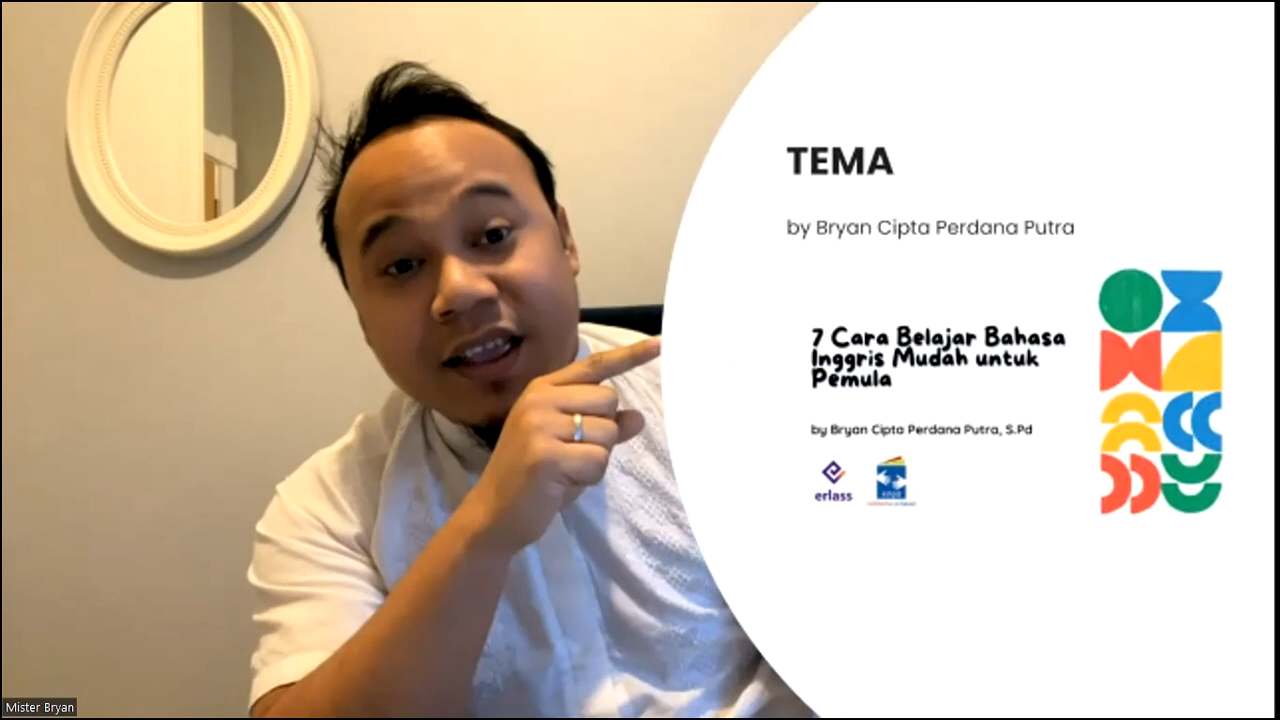 TEMA
by Bryan Cipta Perdana Putra
7 Cara Belajar Bahasa
Inggris Mudah untuk
Pemula
by Bryan Cipta Perdana Putra, S.Pd
erlass
Mister Bryan